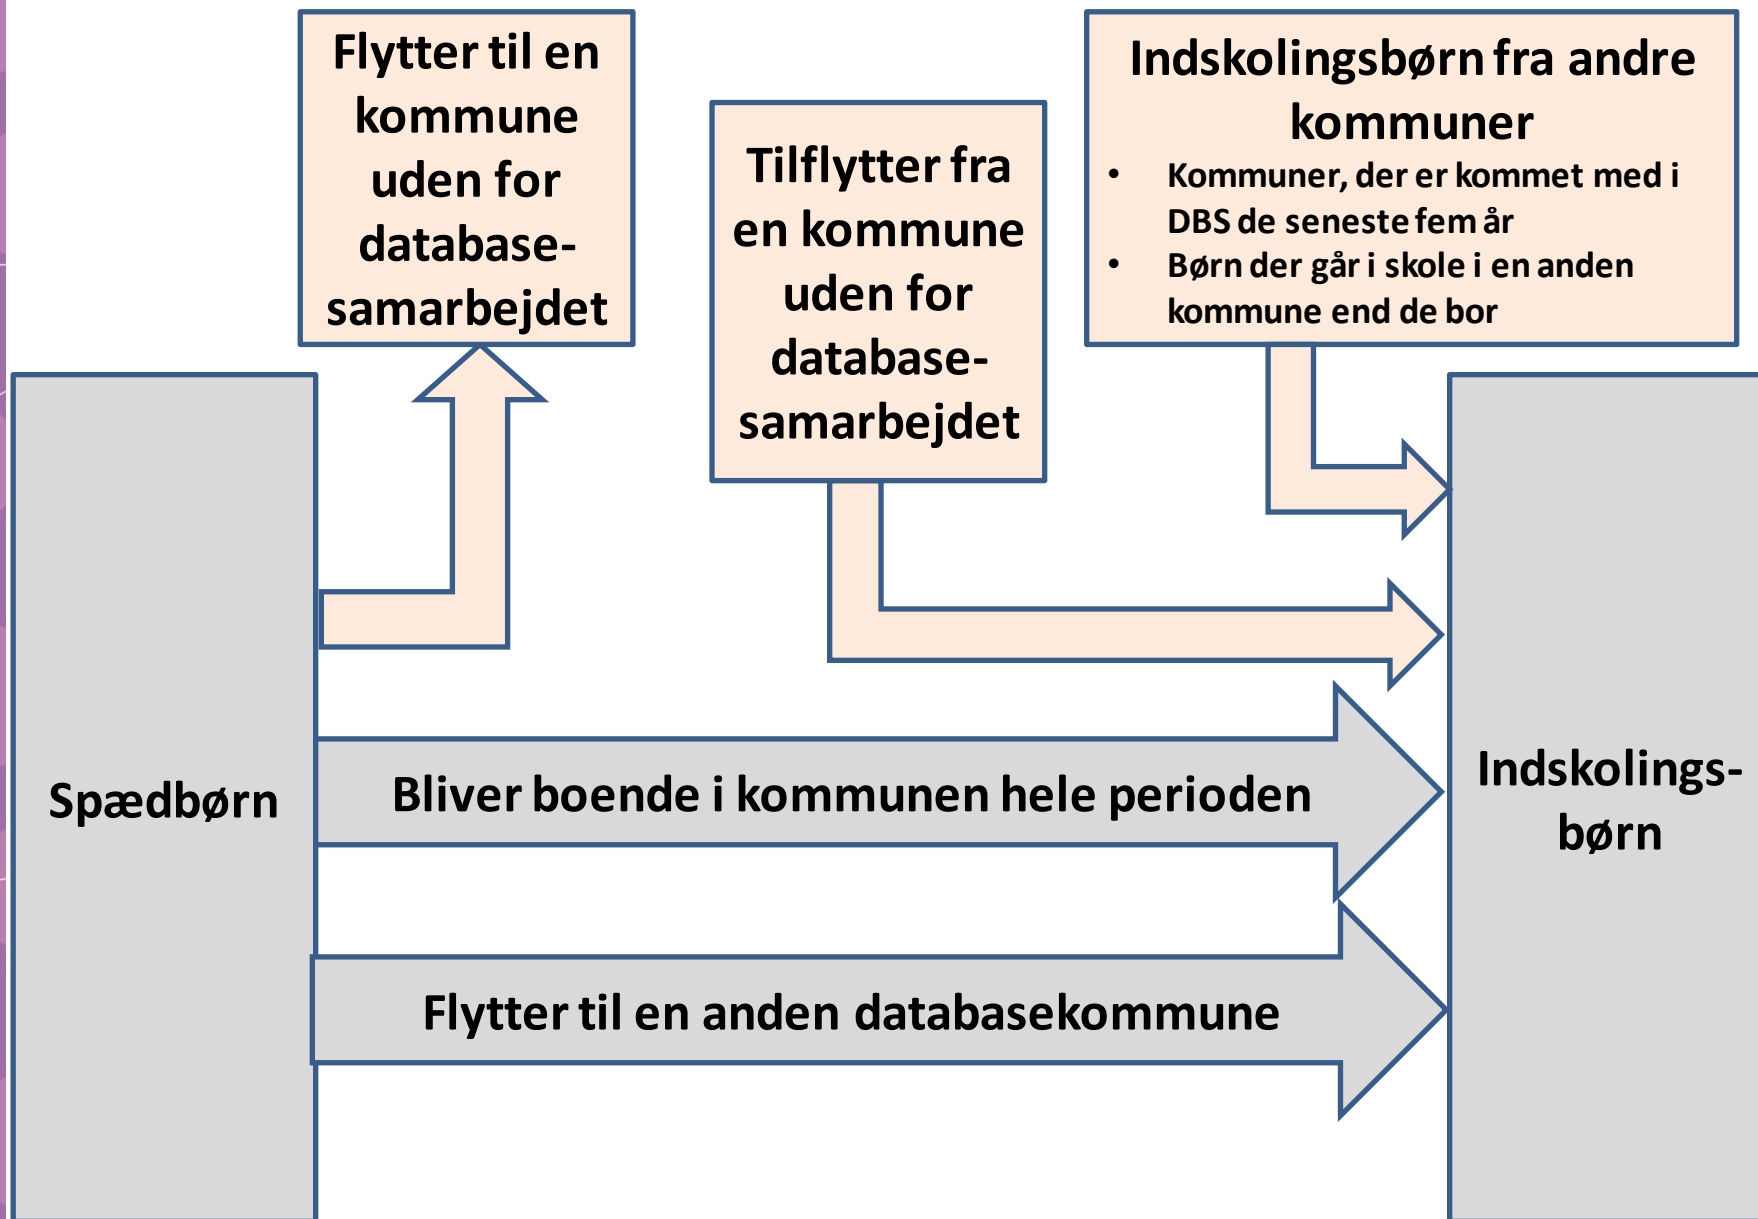 Flytter til en
kommune
uden for
database-
samarbejdet
Tilflytter fra
en kommune
uden for
database-
samarbejdet
Indskolingsbørn fra andre
kommuner
• Kommuner, der er kommet med i
DBS de seneste fem år
• Børn der går i skole i en anden
kommune end de bor
Spædbørn
Bliver boende i kommunen hele perioden
Flytter til en anden databasekommune
Indskolings-
børn